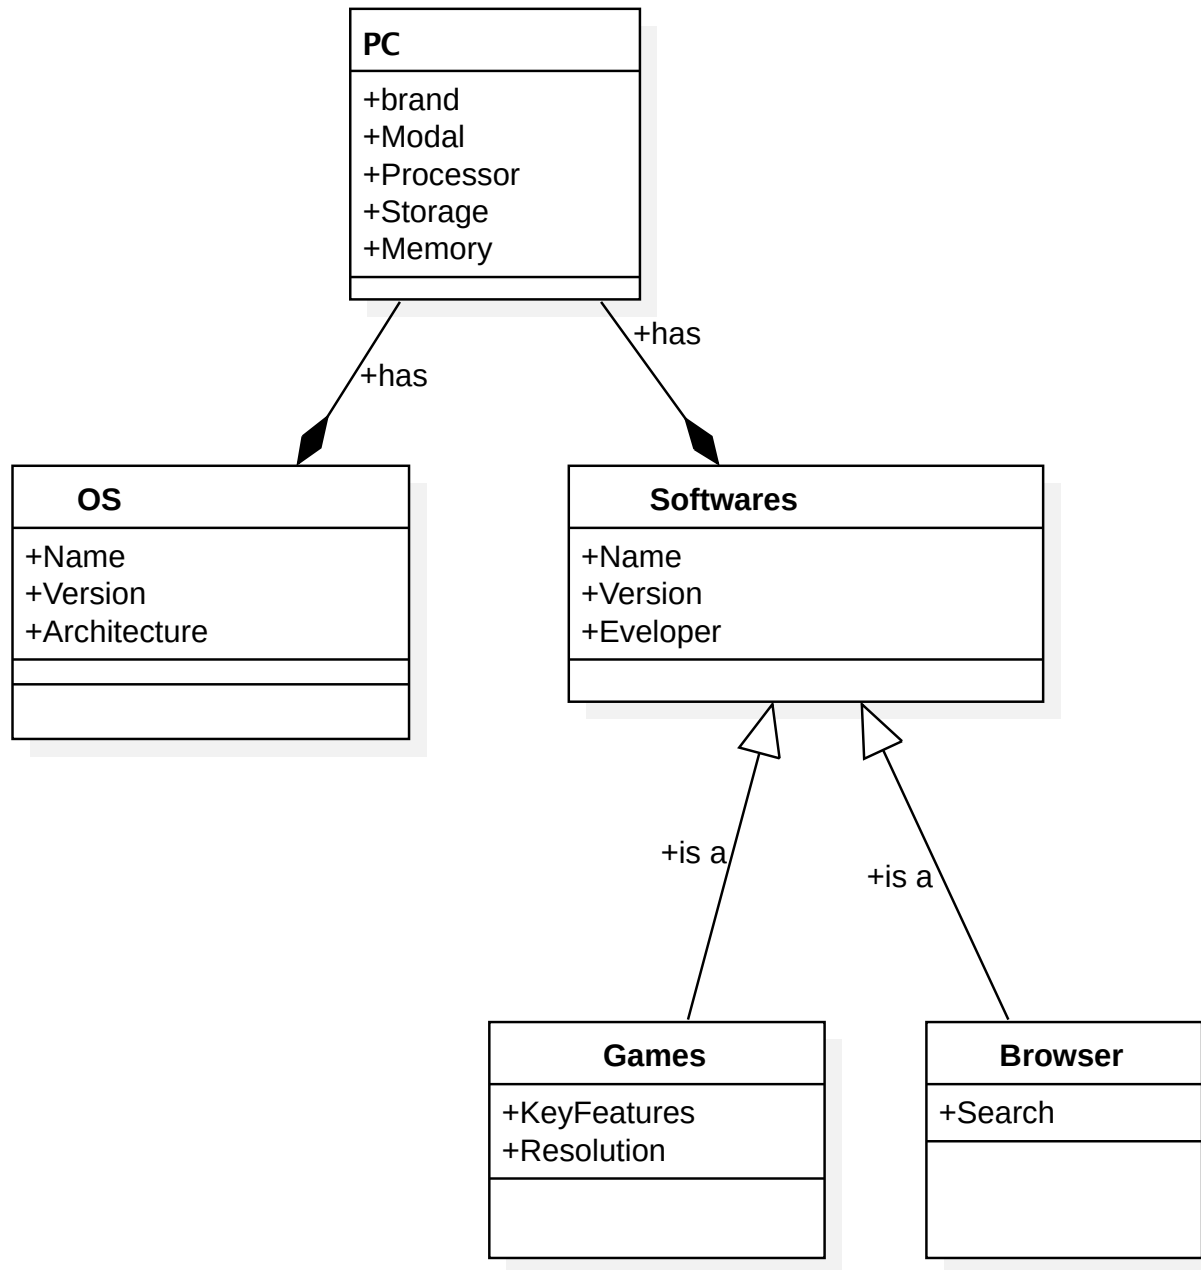 PC
+brand
+Modal
+Processor
+Storage
+Memory
+has
+has
OS
+Name
+Version
+Architecture
Softwares
+Name
+Version
+Eveloper
+is a
+is a
Games
+KeyFeatures
+Resolution
Browser
+Search